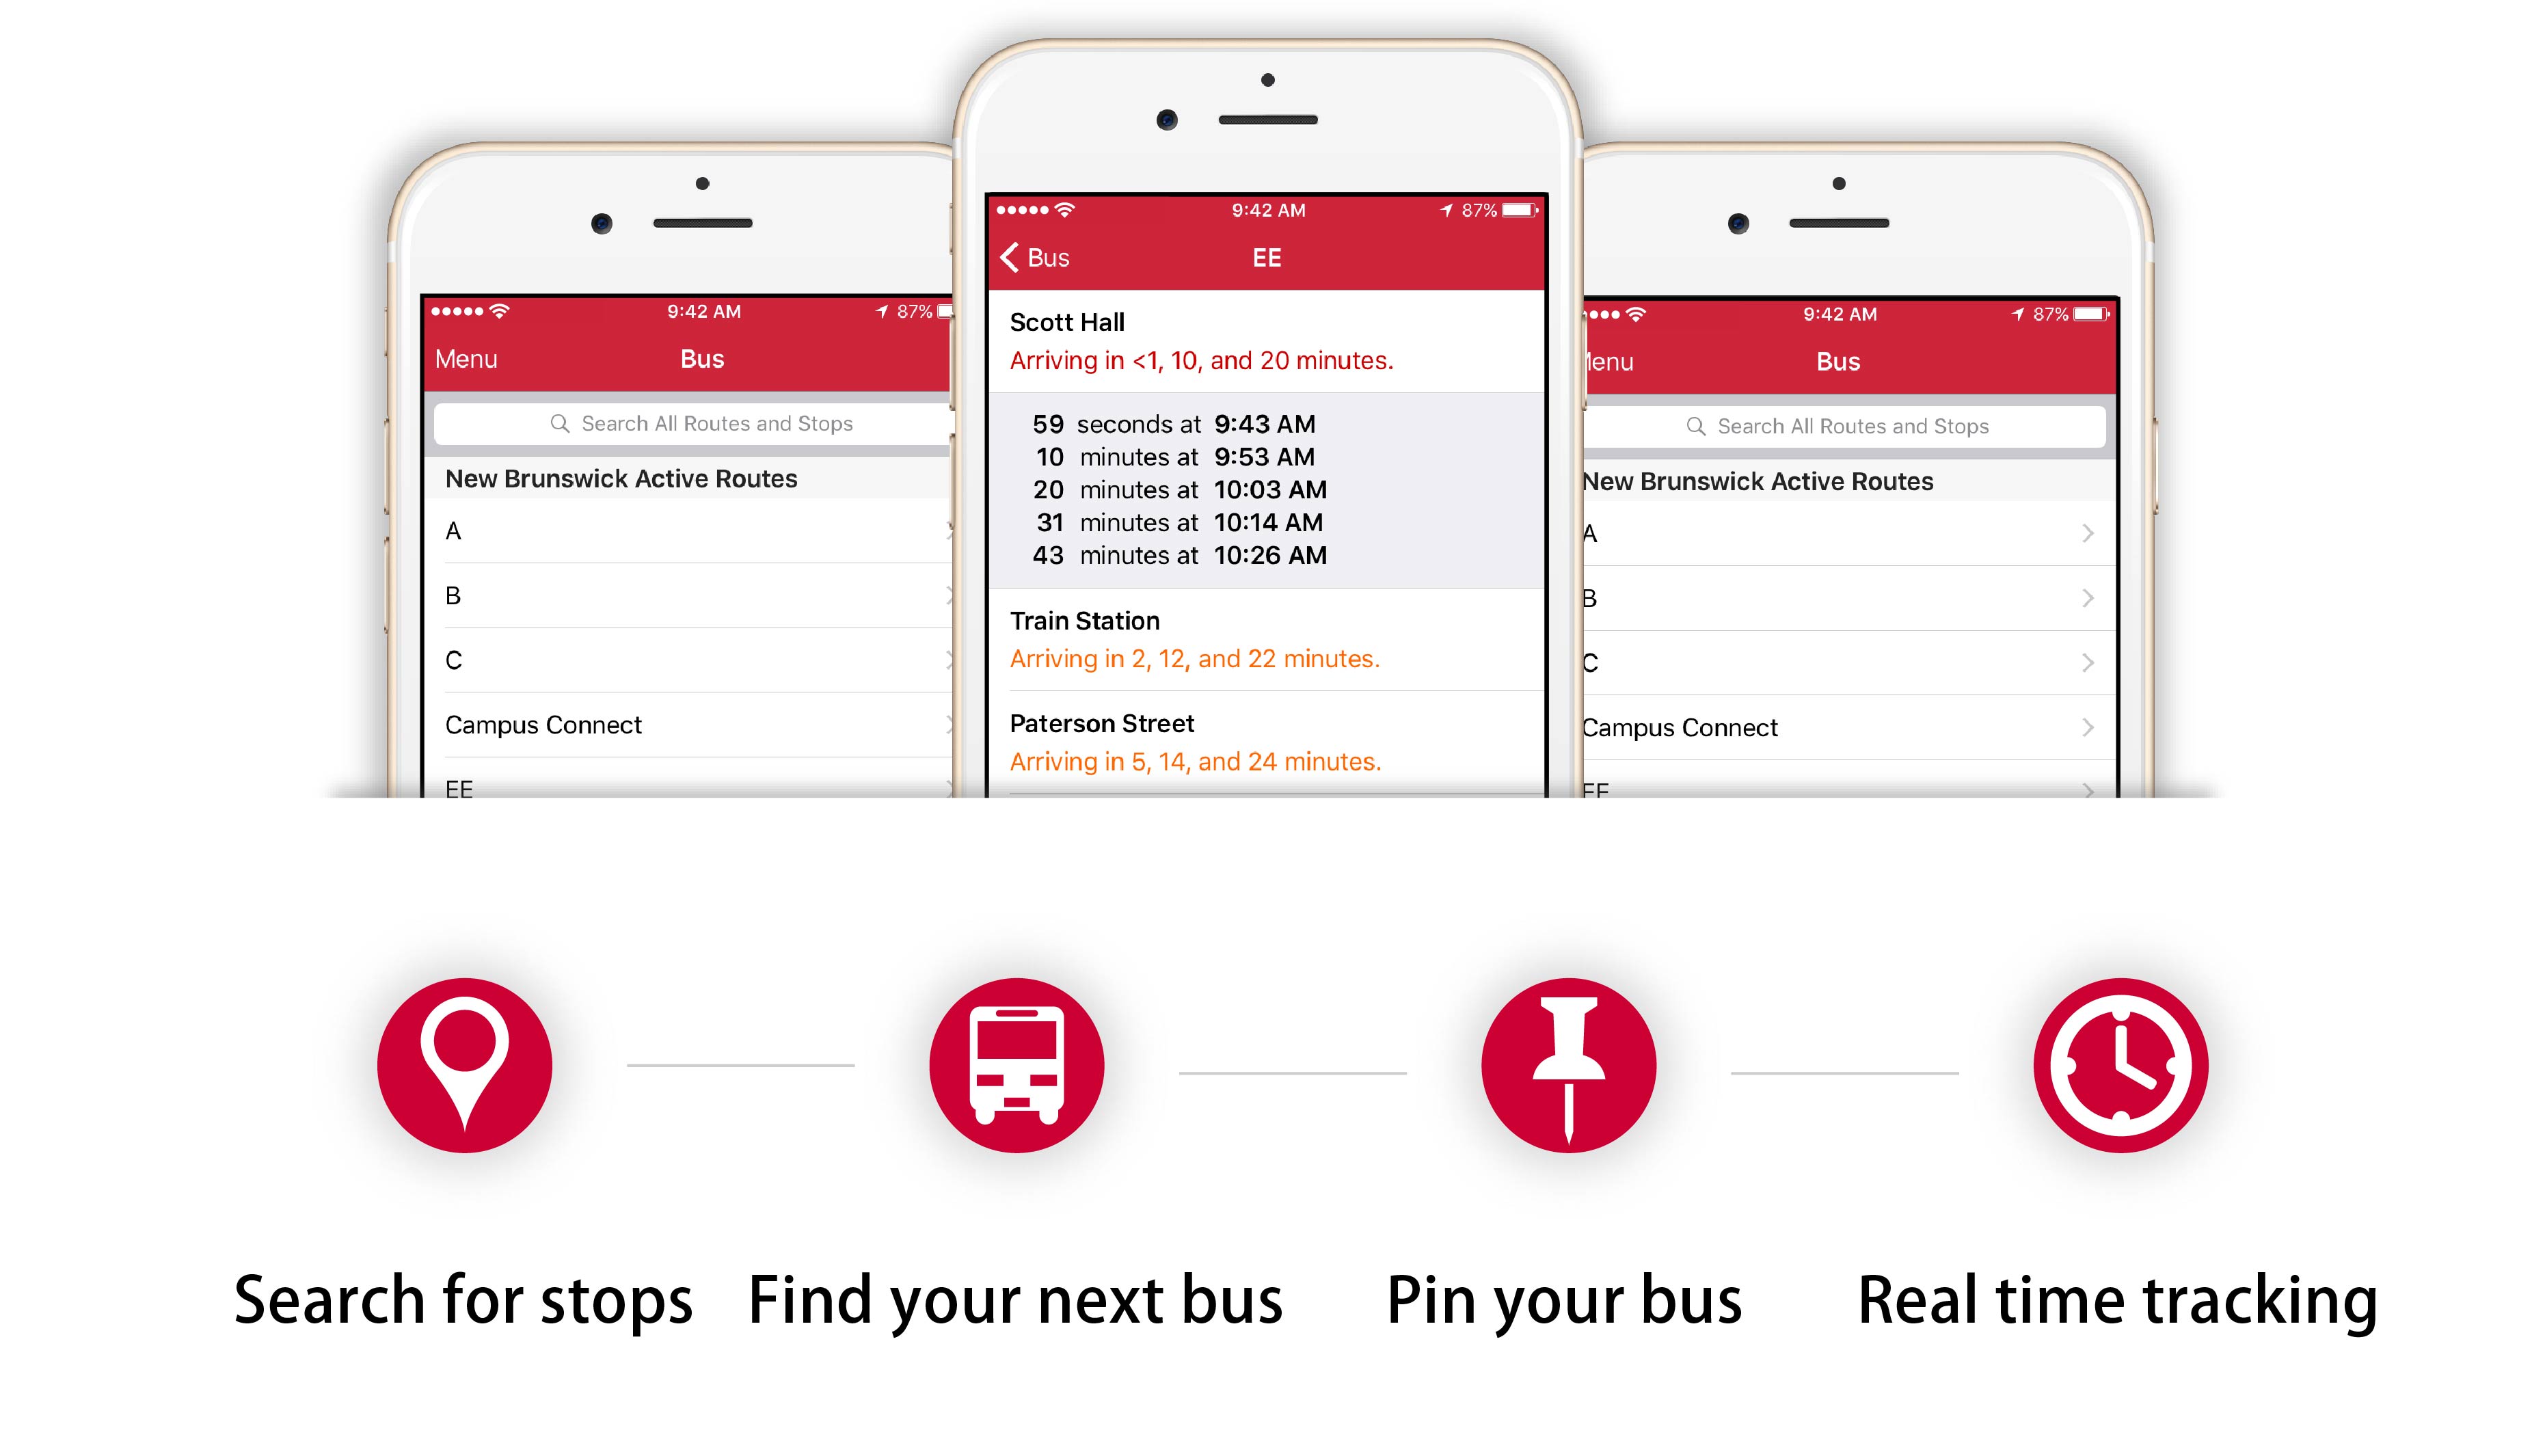 9:42 AM
87%
Menu
Bus
Search All Routes and Stops
New Brunswick Active Routes
A
B
C
Campus Connect
EE
9:42 AM
87%
Bus
EE
Scott Hall
Arriving in <1, 10, and 20 minutes.
59 seconds at 9:43 AM
10 minutes at 9:53 AM
20 minutes at 10:03 AM
31 minutes at 10:14 AM
43 minutes at 10:26 AM
Train Station
Arriving in 2, 12, and 22 minutes.
Paterson Street
Arriving in 5, 14, and 24 minutes.
9:42 AM
87%
enu
Bus
Search All Routes and Stops
New Brunswick Active Routes
A
B
C
Campus Connect
EE
Search for stops
Find your next bus
Pin your bus
Real time tracking